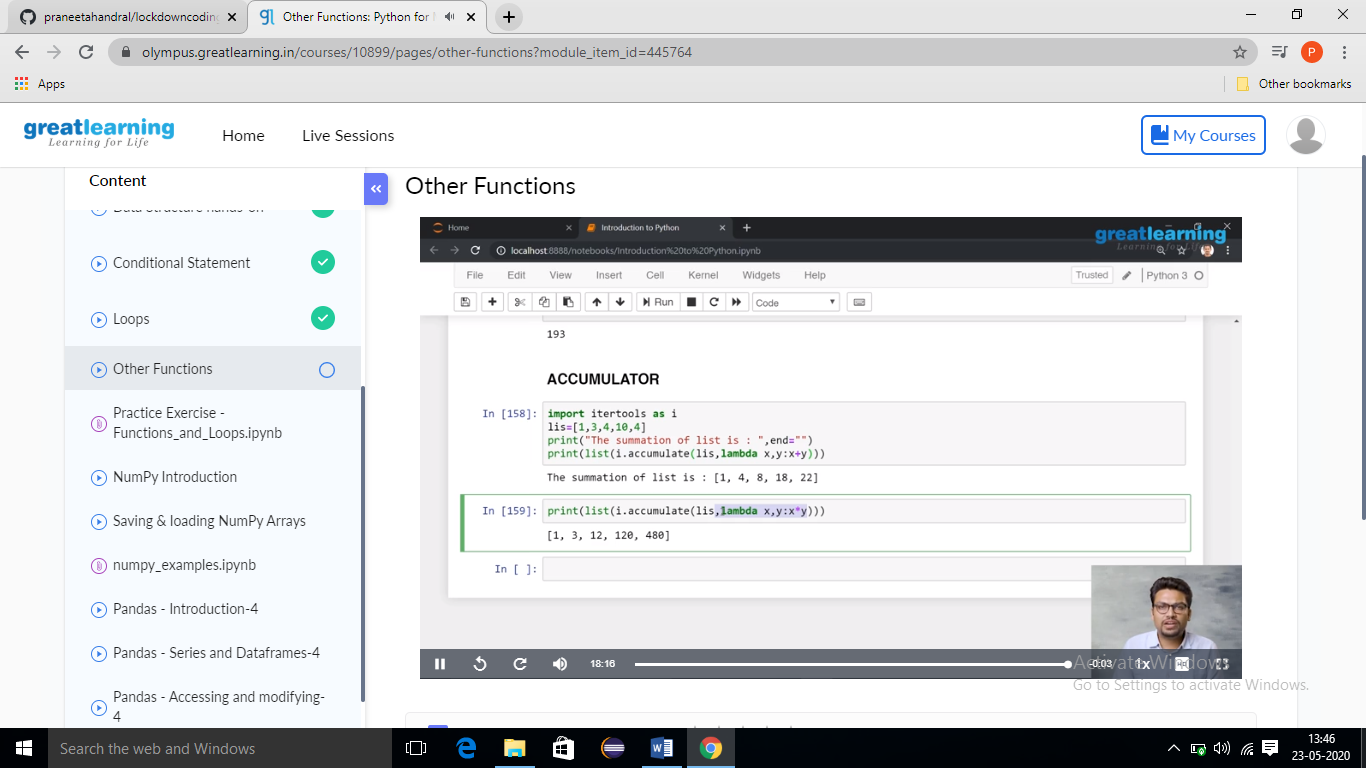 praneetahandral/lockdowncoding
Other Functions: Python for
olympus.greatlearning.in/courses/10899/pages/other-functions?module_item_id=445764
P
Apps
Other bookmarks
greatlearning
Learning for Life
Home
Live Sessions
My Courses
Content
Data Structure hands-on
Conditional Statement
Loops
Other Functions
Practice Exercise -
Functions_and_Loops.ipynb
NumPy Introduction
Saving & loading NumPy Arrays
numpy_examples.ipynb
Pandas - Introduction-4
Pandas - Series and Dataframes-4
Pandas - Accessing and modifying-
4
«
Other Functions
Home
Introduction to Python
greatlearning
Learning for Life
localhost:8888/notebooks/Introduction%20to%20Python.ipynb
File Edit View Insert Cell Kernel Widgets Help
Trusted
Python 3
Run
Code
193
ACCUMULATOR
In [158]:
import itertools as i
lis=[1,3,4,10,4]
print("The summation of list is : ",end="")
print(list(i.accumulate(lis,lambda x,y:x+y)))
The summation of list is : [1, 4, 8, 18, 22]
In [159]:
print(list(i.accumulate(lis,lambda x,y:x*y)))
[1, 3, 12, 120, 480]
In [ ]:
18:16
-0:03
1x
Activate Windows
Go to Settings to activate Windows.
Search the web and Windows
13:46
23-05-2020